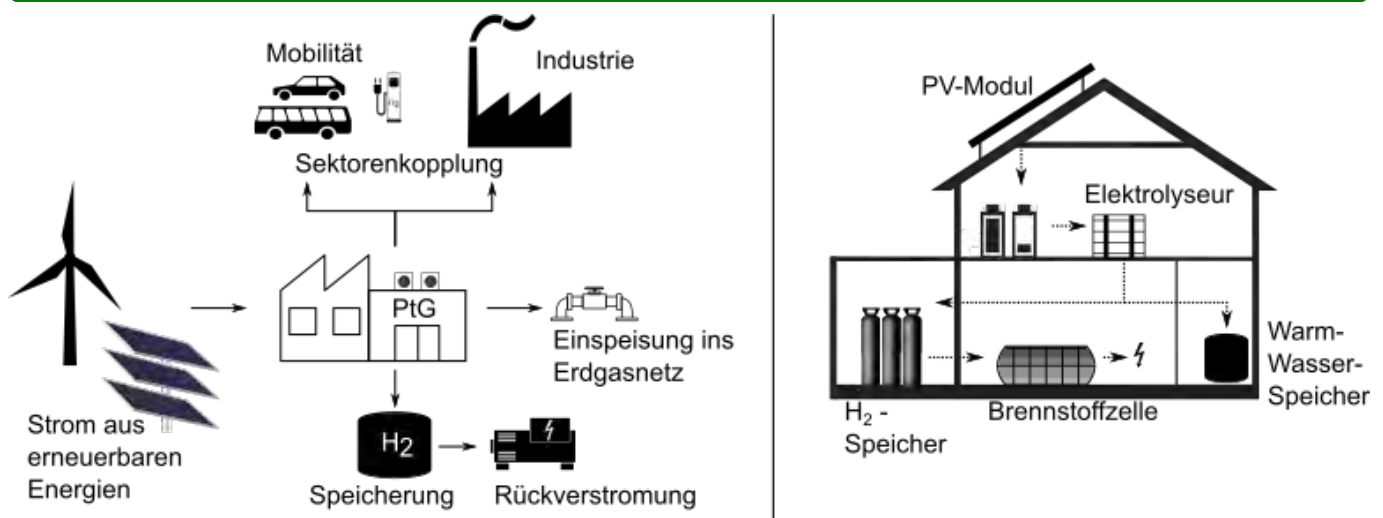 Mobilität
Industrie
Sektorenkopplung
PtG
Einspeisung ins
Erdgasnetz
Strom aus
erneuerbaren
Energien
H2
Speicherung
Rückverstromung
PV-Modul
Elektrolyseur
Warm-
Wasser-
Speicher
H₂ -
Speicher
Brennstoffzelle